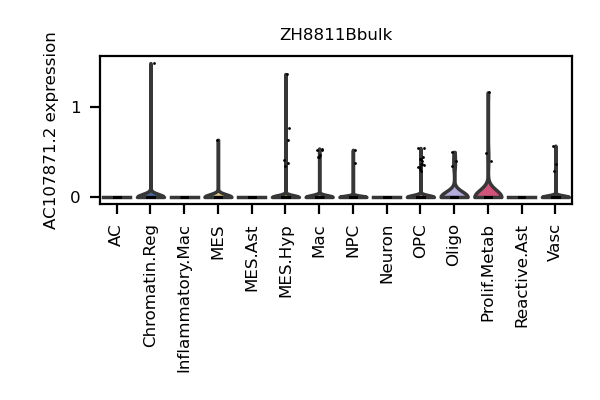 ZH8811Bbulk
AC107871.2 expression
1
0
AC
Chromatin.Reg
Inflammatory.Mac
MES
MES.Ast
MES.Hyp
Mac
NPC
Neuron
OPC
Oligo
Prolif.Metab
Reactive.Ast
Vasc